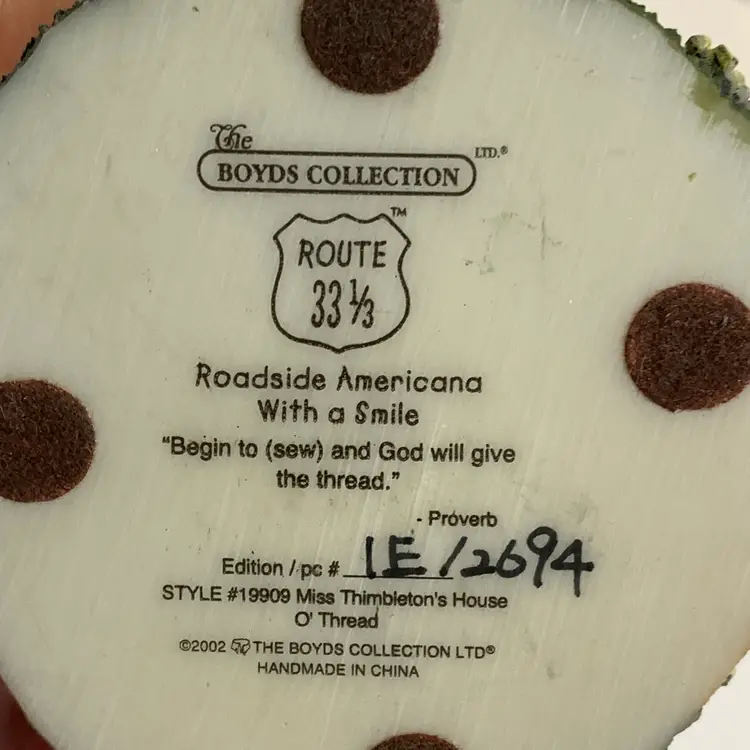 The
BOYDS COLLECTION LTD.®
ROUTE ™
33 1/3
Roadside Americana
With a Smile
"Begin to (sew) and God will give
the thread."
- Proverb
Edition / pc # 1E/2694
STYLE #19909 Miss Thimbleton's House
O' Thread
©2002 THE BOYDS COLLECTION LTD®
HANDMADE IN CHINA